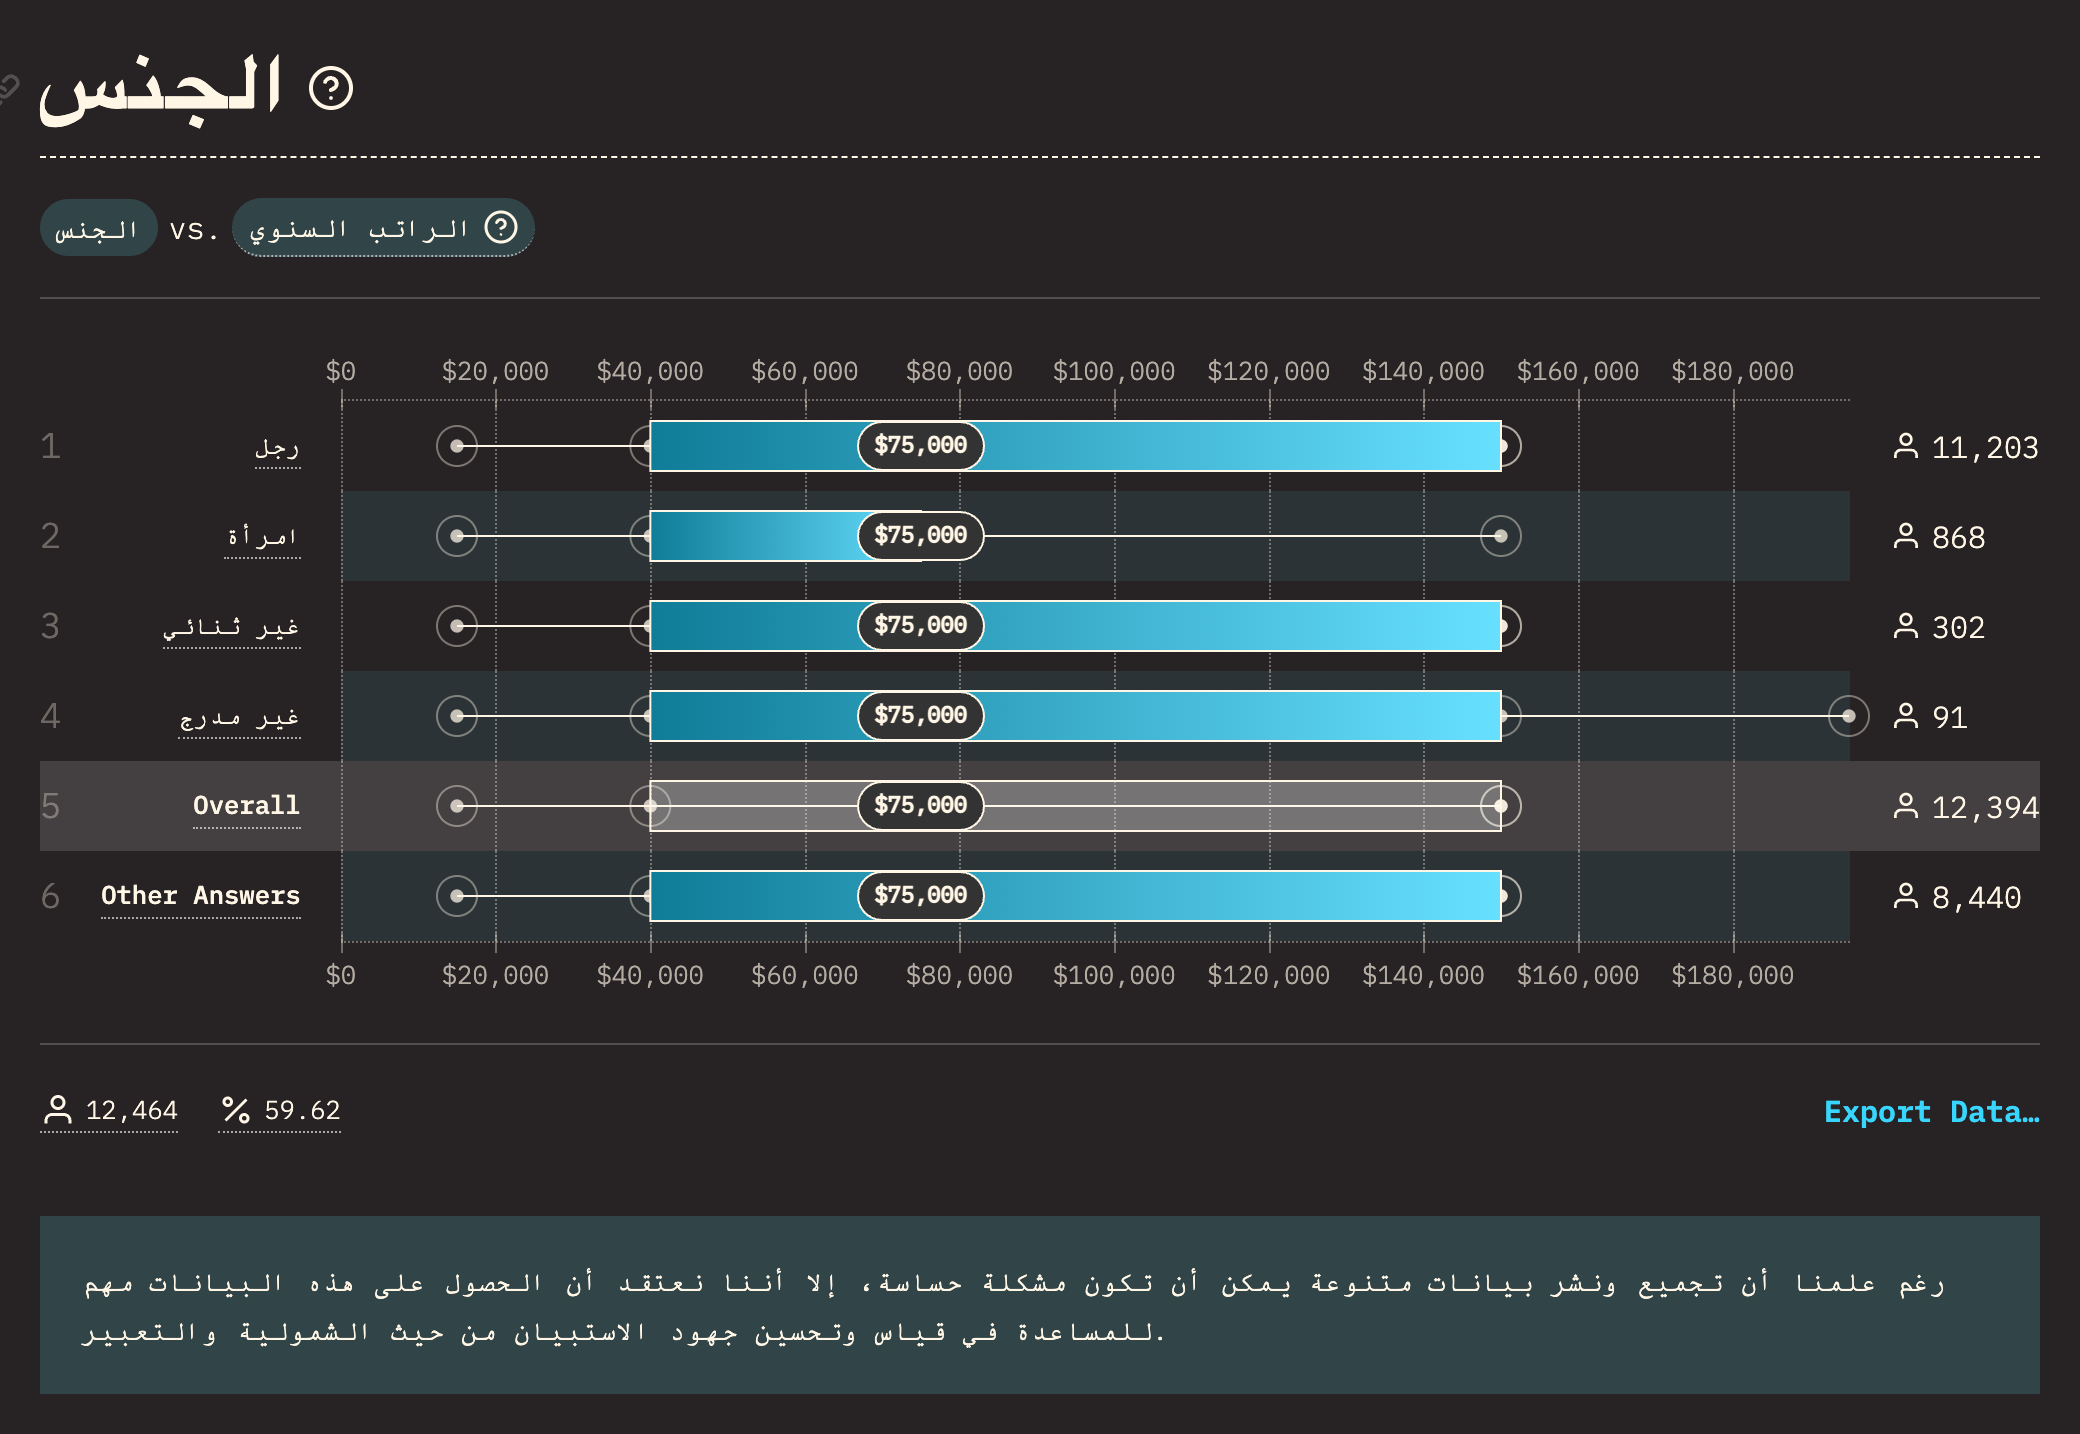 الجنس
الجنس vs. الراتب السنوي
$0 $20,000 $40,000 $60,000 $80,000 $100,000 $120,000 $140,000 $160,000 $180,000
1 رجل $75,000 11,203
2 امرأة $75,000 868
3 غير ثنائي $75,000 302
4 غير مدرج $75,000 91
5 Overall $75,000 12,394
6 Other Answers $75,000 8,440
$0 $20,000 $40,000 $60,000 $80,000 $100,000 $120,000 $140,000 $160,000 $180,000
12,464 % 59.62 Export Data…
رغم علمنا أن تجميع ونشر بيانات متنوعة يمكن أن تكون مشكلة حساسة، إلا أننا نعتقد أن الحصول على هذه البيانات مهم
للمساعدة في قياس وتحسين جهود الاستبيان من حيث الشمولية والتعبير.